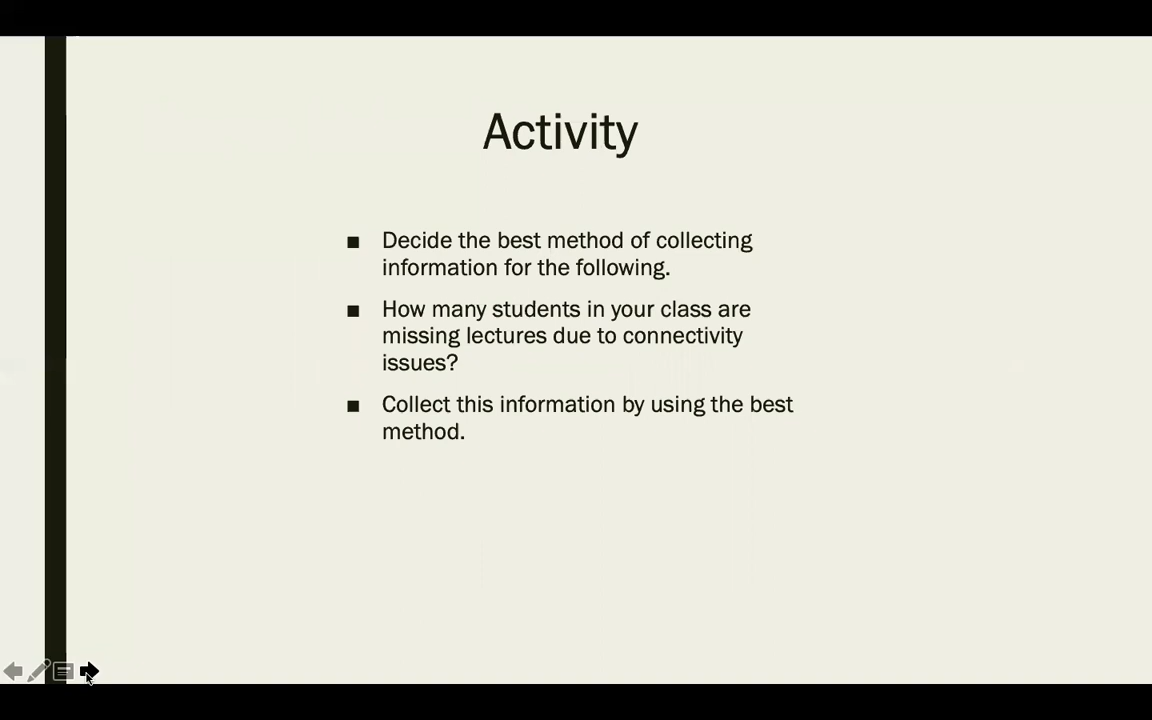 Activity
■ Decide the best method of collecting
information for the following.
■ How many students in your class are
missing lectures due to connectivity
issues?
■ Collect this information by using the best
method.